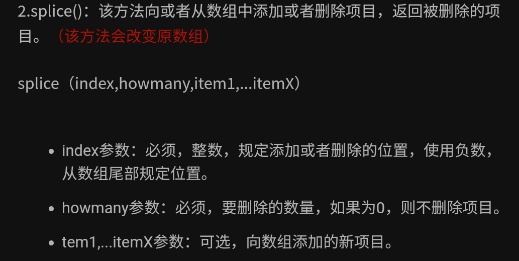 2.splice()：该方法向或者从数组中添加或者删除项目，返回被删除的项
目。（该方法会改变原数组）
splice（index,howmany,item1,...itemX）
index参数：必须，整数，规定添加或者删除的位置，使用负数，
从数组尾部规定位置。
howmany参数：必须，要删除的数量，如果为0，则不删除项目。
tem1,...itemX参数：可选，向数组添加的新项目。